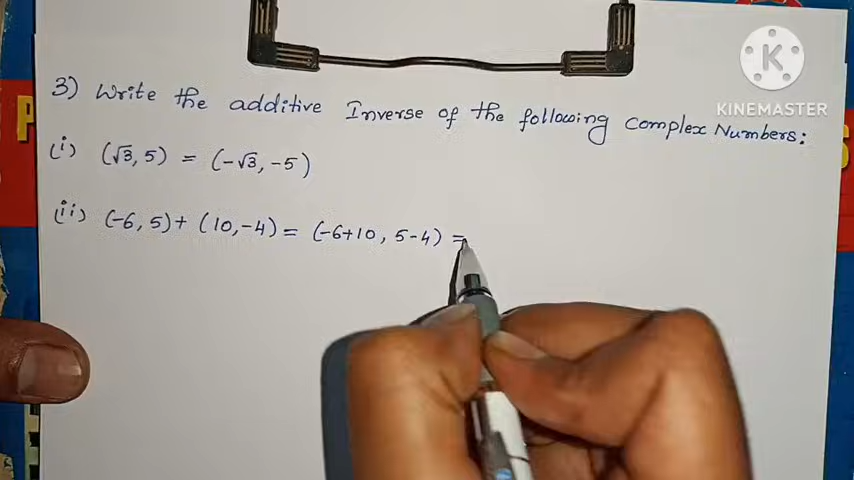 KINEMASTER
3) Write the additive Inverse of the following Complex Numbers:
(i) (√3, 5) = (-√3, -5)
(ii) (-6, 5) + (10, -4) = (-6+10, 5-4) =